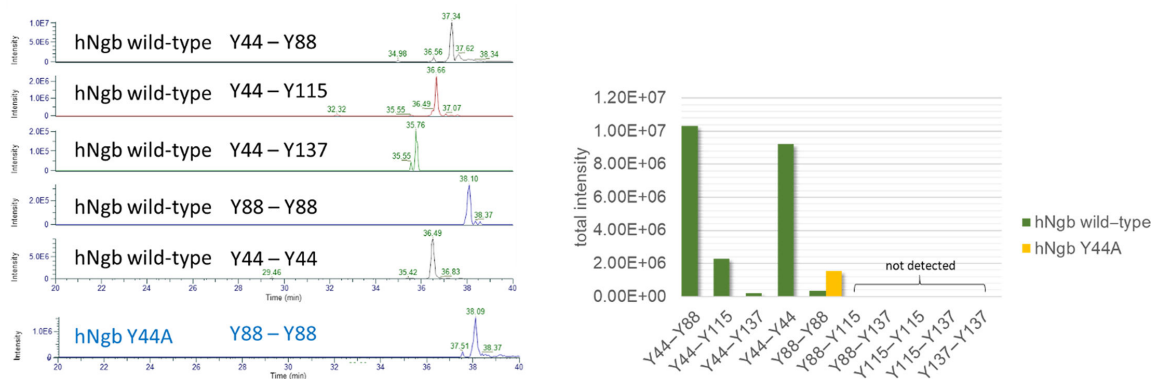 1.0E7
5.0E6
0
Intensity
hNgb wild-type Y44 – Y88
34,98
36,56
37,34
37,62
38,34
2.0E6
1.0E6
0
Intensity
hNgb wild-type Y44 – Y115
32,32
35,55
36,49
36,66
37,07
2.0E5
0
Intensity
hNgb wild-type Y44 – Y137
35,55
35,76
2.0E5
0
Intensity
hNgb wild-type Y88 – Y88
38,10
38,37
5.0E6
0
Intensity
hNgb wild-type Y44 – Y44
29,46
35,42
36,49
36,83
20 22 24 26 28 30 32 34 36 38 40
Time (min)
1.0E6
0
Intensity
hNgb Y44A Y88 – Y88
37,51
38,09
38,37
20 22 24 26 28 30 32 34 36 38 40
Time (min)
total intensity
1.20E+07
1.00E+07
8.00E+06
6.00E+06
4.00E+06
2.00E+06
0.00E+00
not detected
Y44–Y88
Y44–Y115
Y44–Y137
Y44–Y44
Y88–Y88
Y88–Y115
Y88–Y137
Y115–Y115
Y115–Y137
Y137–Y137
hNgb wild–type
hNgb Y44A